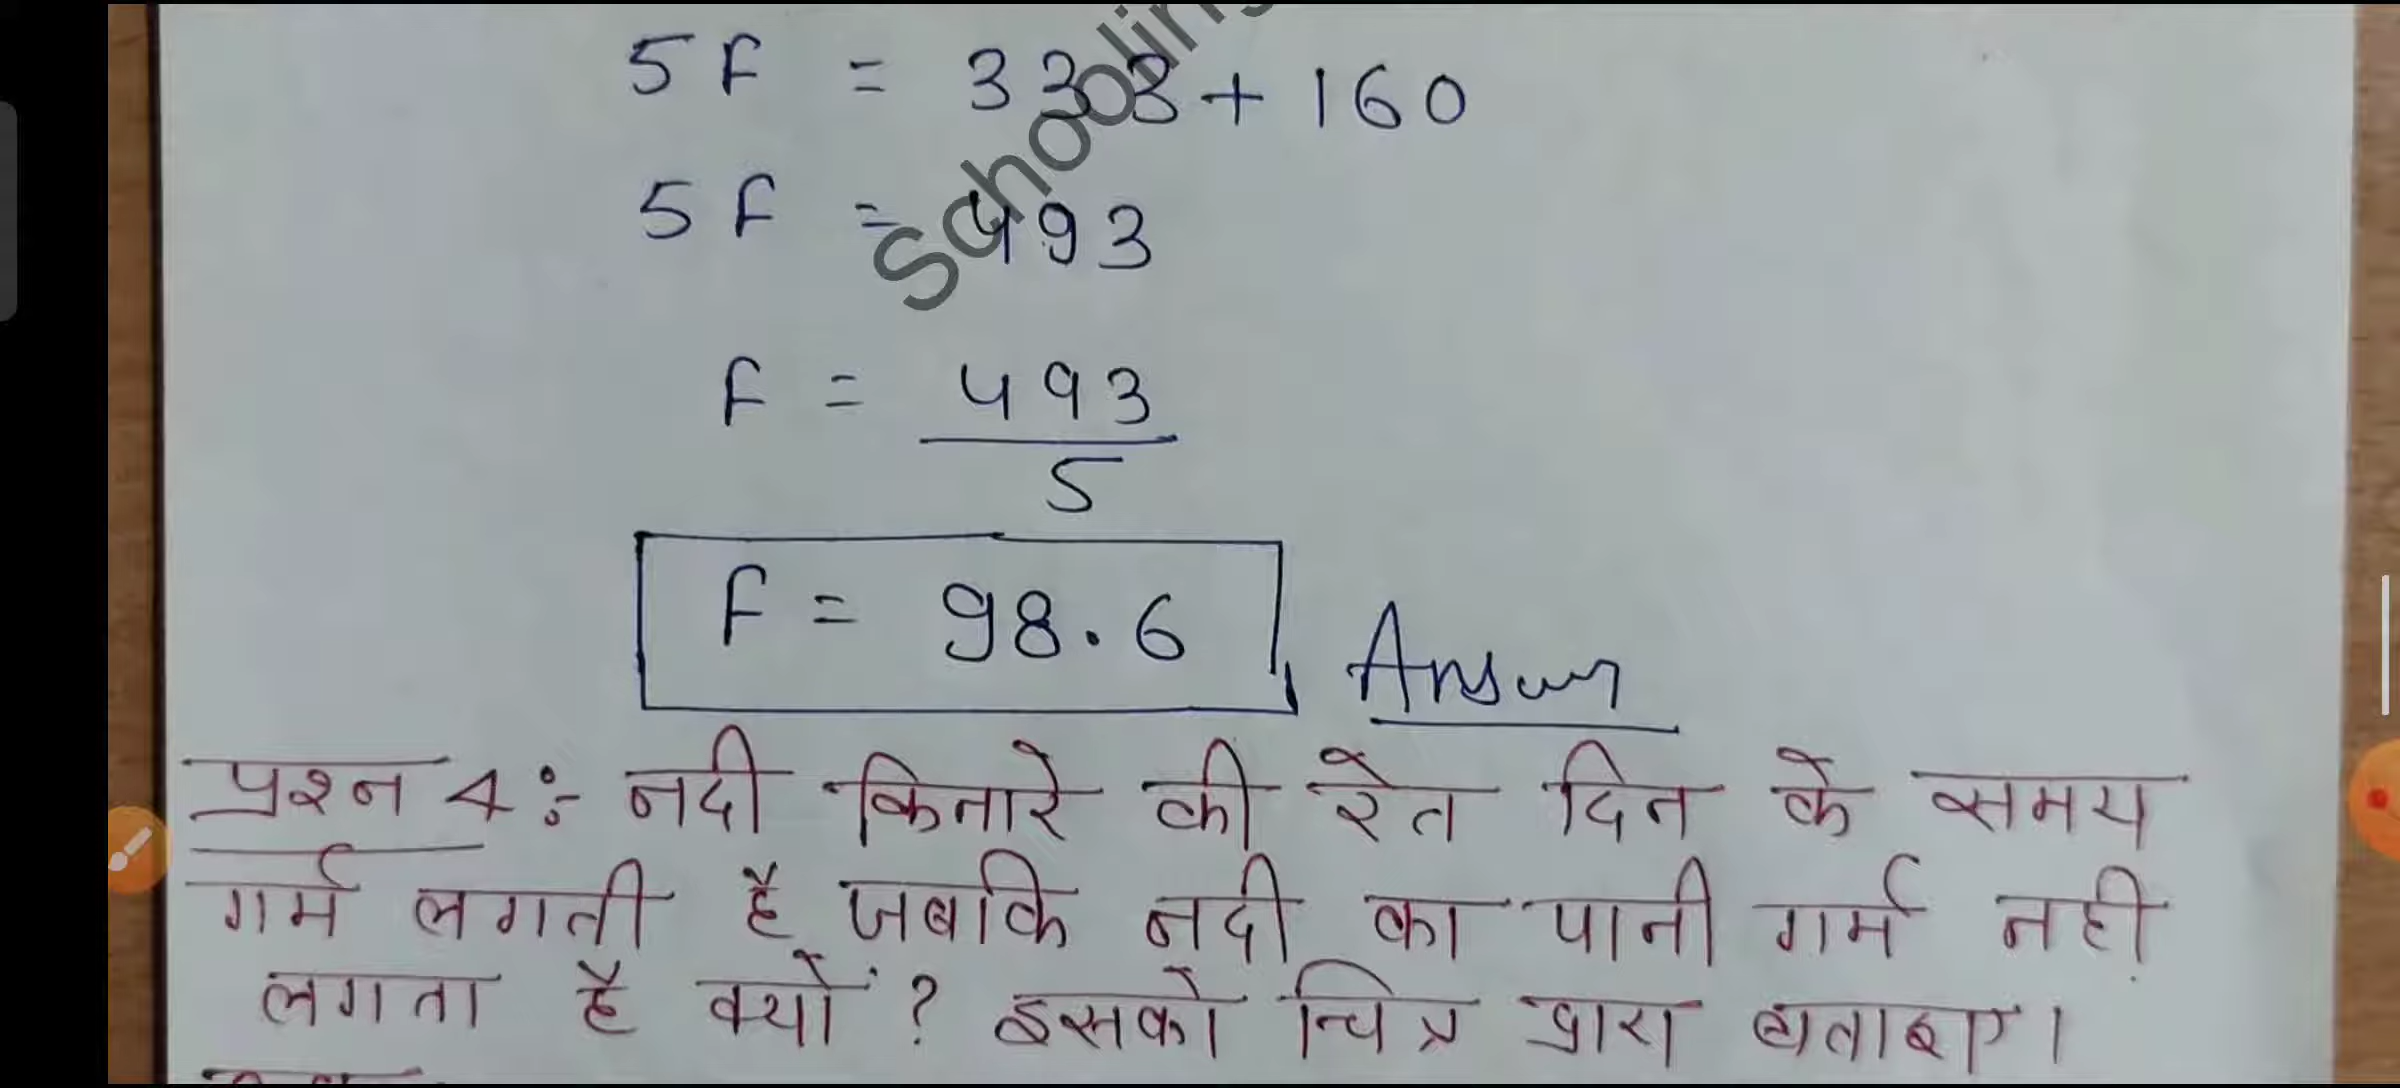 5F = 333 + 160
Schooling
5F = 493
F = 493
5
F = 98.6 Answer
प्रश्न 4:- नदी किनारे की रेत दिन के समय
गर्म लगती है जबकि नदी का पानी गर्म नहीं
लगता है क्यों ? इसको चित्र द्वारा बताइए।